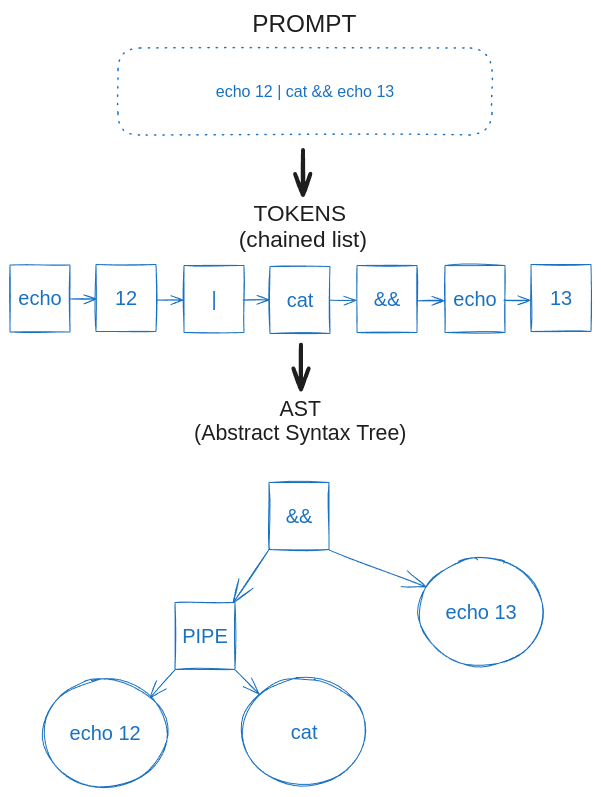 PROMPT
echo 12 | cat && echo 13
TOKENS
(chained list)
echo 12 | cat && echo 13
AST
(Abstract Syntax Tree)
&&
echo 13
PIPE
echo 12 cat